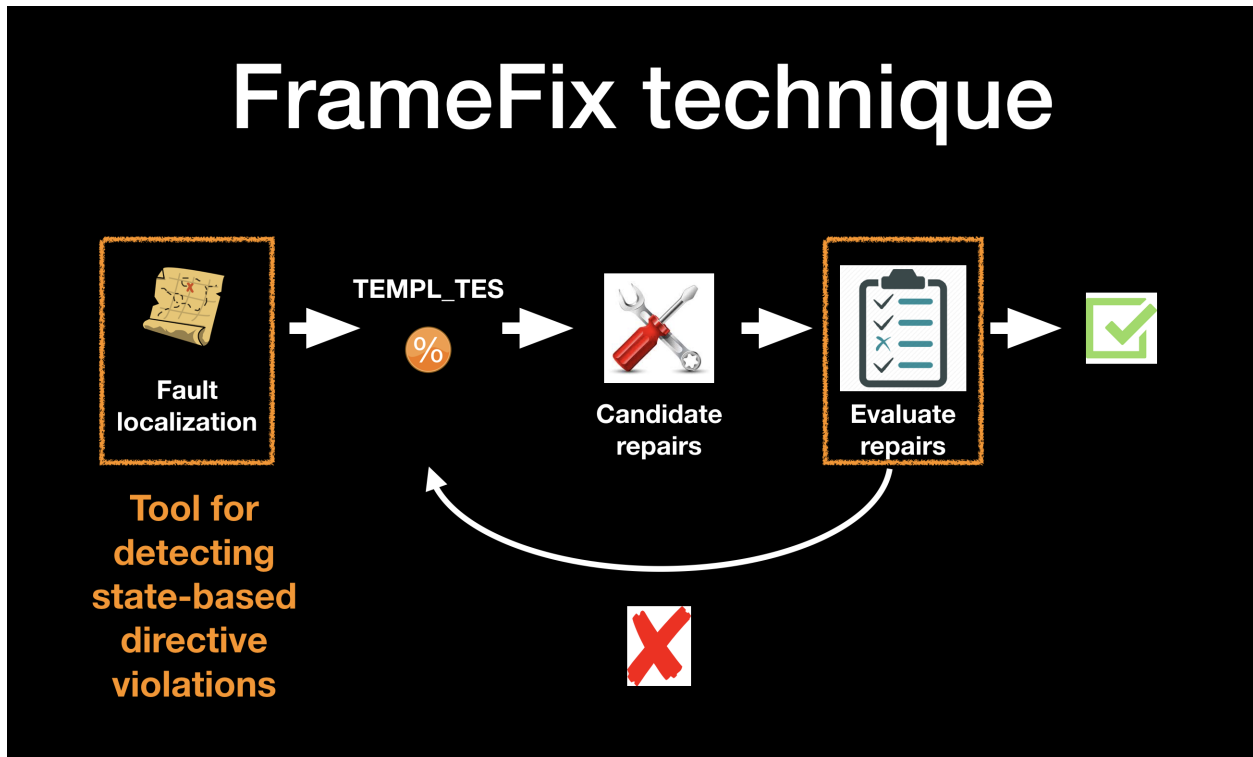 FrameFix technique
TEMPL_TES
%
Fault
localization
Candidate
repairs
Evaluate
repairs
Tool for
detecting
state-based
directive
violations